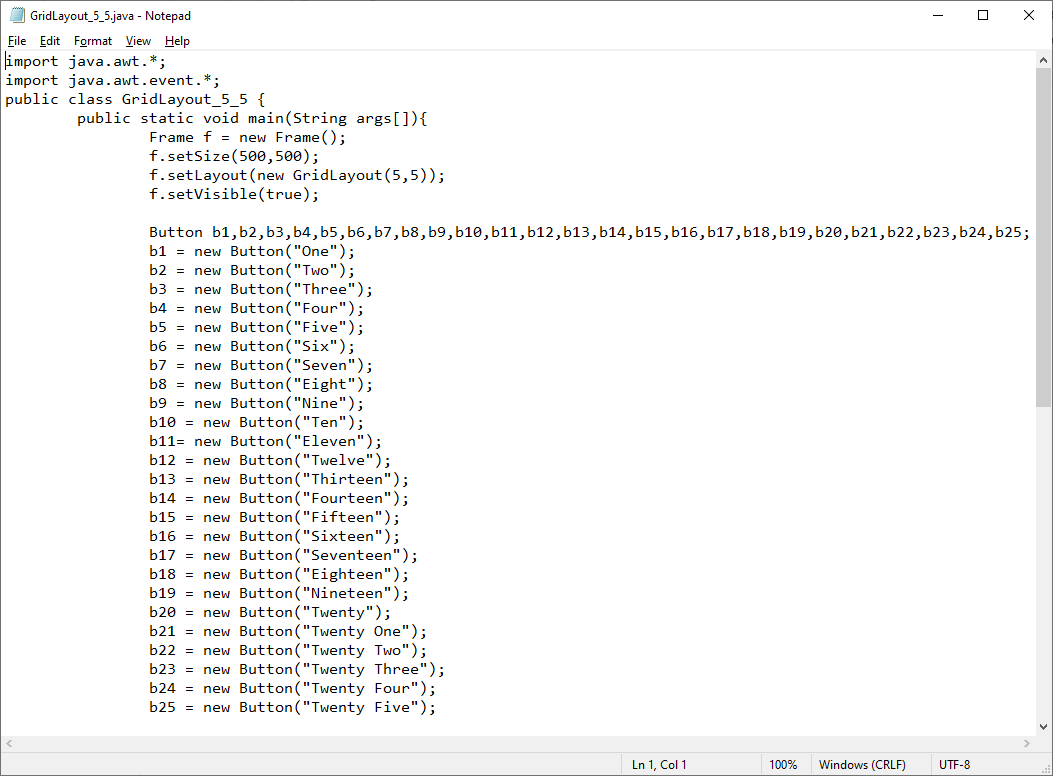 GridLayout_5_5.java - Notepad
File Edit Format View Help
import java.awt.*;
import java.awt.event.*;
public class GridLayout_5_5 {
        public static void main(String args[]){
                Frame f = new Frame();
                f.setSize(500,500);
                f.setLayout(new GridLayout(5,5));
                f.setVisible(true);

                Button b1,b2,b3,b4,b5,b6,b7,b8,b9,b10,b11,b12,b13,b14,b15,b16,b17,b18,b19,b20,b21,b22,b23,b24,b25;
                b1 = new Button("One");
                b2 = new Button("Two");
                b3 = new Button("Three");
                b4 = new Button("Four");
                b5 = new Button("Five");
                b6 = new Button("Six");
                b7 = new Button("Seven");
                b8 = new Button("Eight");
                b9 = new Button("Nine");
                b10 = new Button("Ten");
                b11= new Button("Eleven");
                b12 = new Button("Twelve");
                b13 = new Button("Thirteen");
                b14 = new Button("Fourteen");
                b15 = new Button("Fifteen");
                b16 = new Button("Sixteen");
                b17 = new Button("Seventeen");
                b18 = new Button("Eighteen");
                b19 = new Button("Nineteen");
                b20 = new Button("Twenty");
                b21 = new Button("Twenty One");
                b22 = new Button("Twenty Two");
                b23 = new Button("Twenty Three");
                b24 = new Button("Twenty Four");
                b25 = new Button("Twenty Five");
Ln 1, Col 1 100% Windows (CRLF) UTF-8